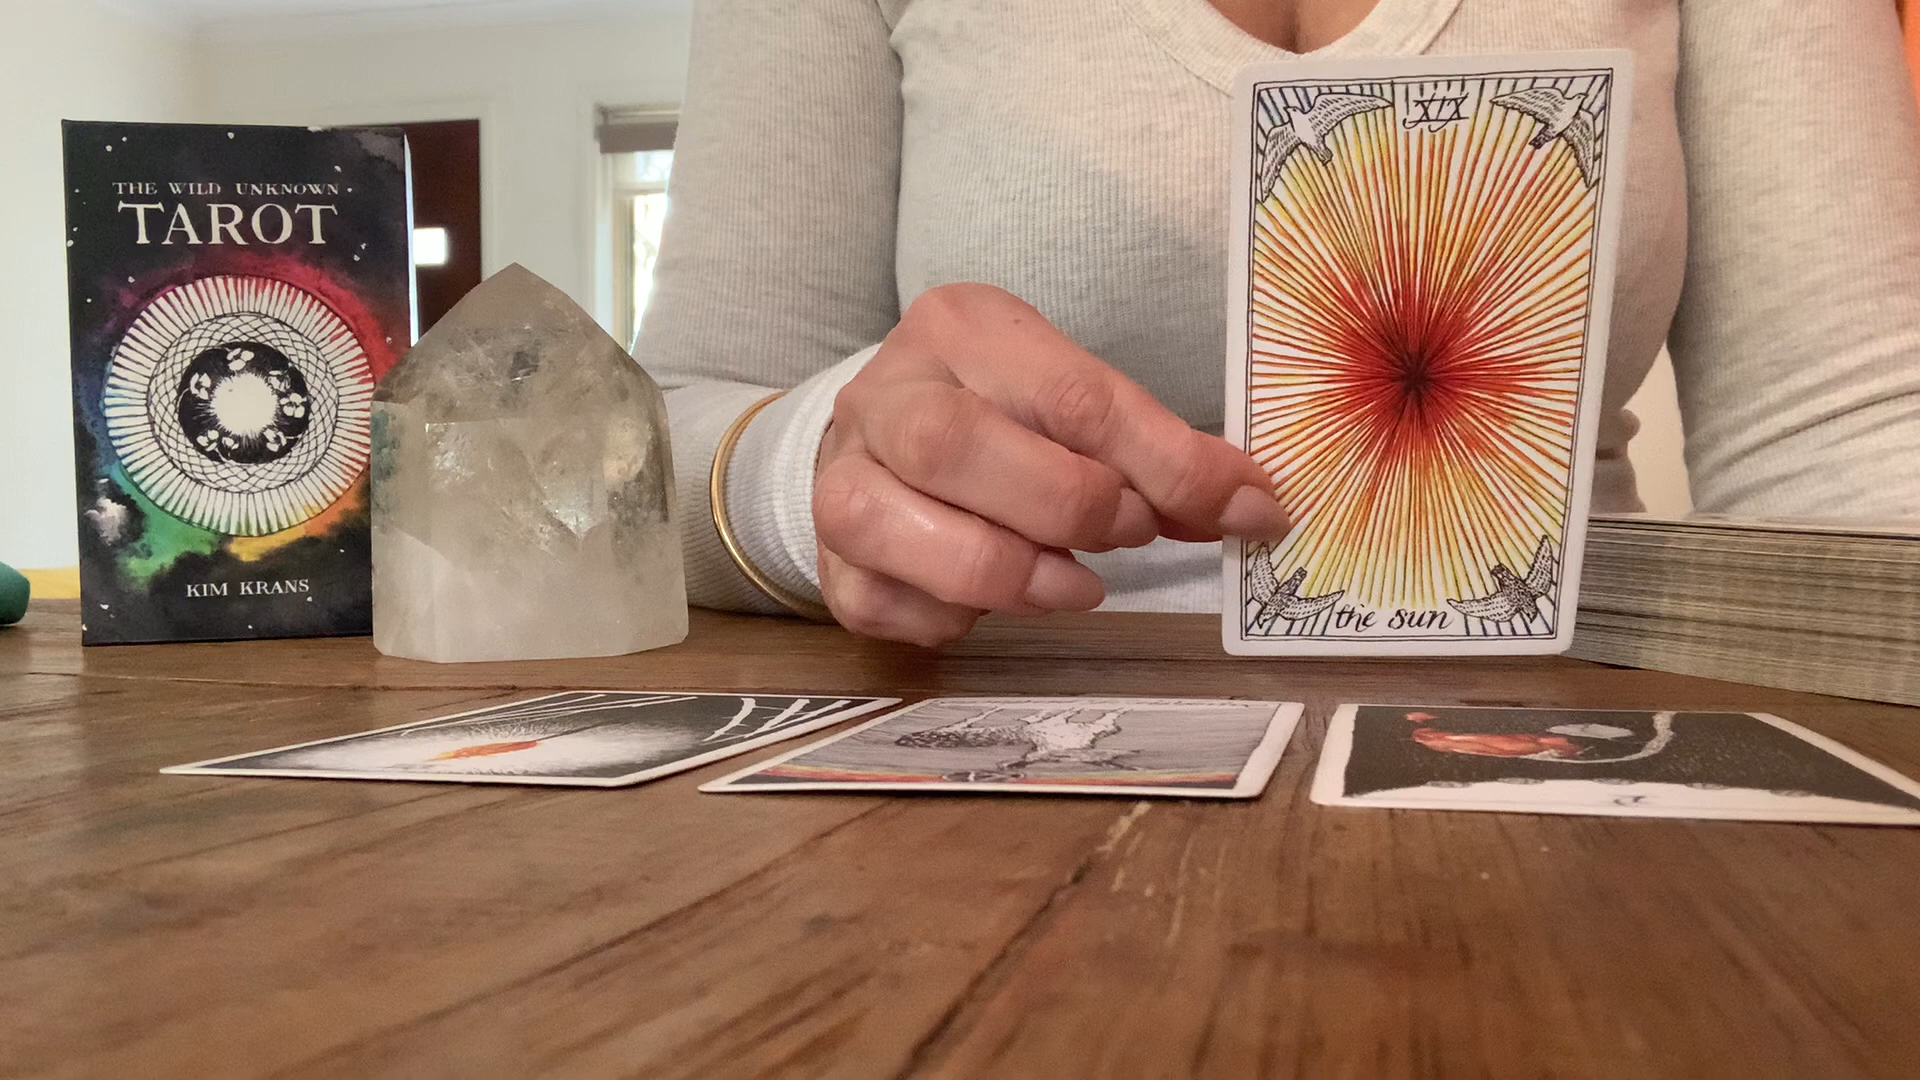 THE WILD UNKNOWN
TAROT
KIM KRANS
XIX
the sun